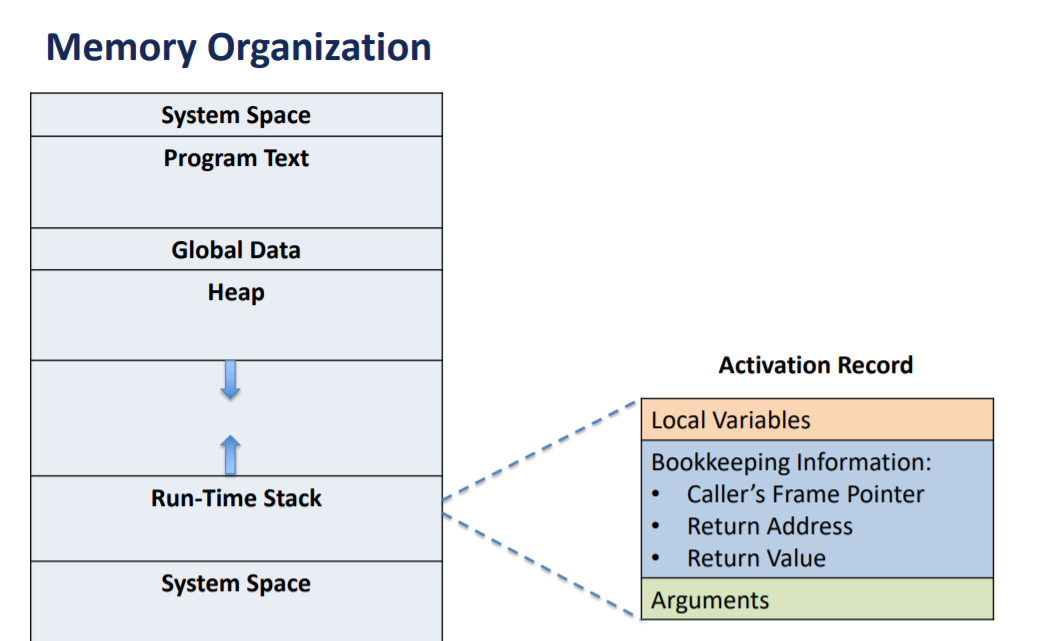 Memory Organization
System Space
Program Text
Global Data
Heap
Run-Time Stack
System Space
Activation Record
Local Variables
Bookkeeping Information:
• Caller’s Frame Pointer
• Return Address
• Return Value
Arguments